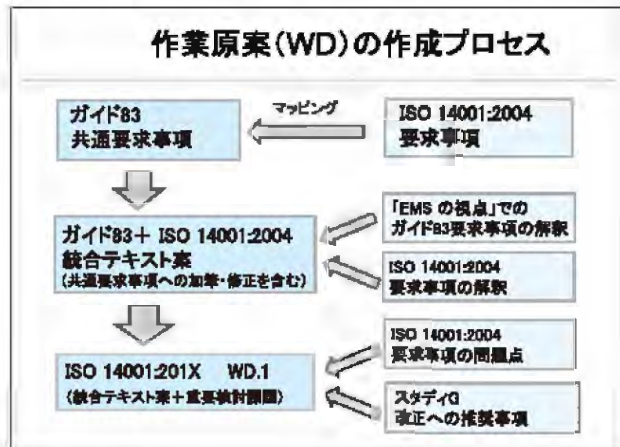 作業原案(WD)の作成プロセス
ガイド83
共通要求事項
マッピング
ISO 14001:2004
要求事項
ガイド83+ ISO 14001:2004
統合テキスト案
(共通要求事項への加筆・修正を含む)
「EMS の視点」での
ガイド83要求事項の解釈
ISO 14001:2004
要求事項の解釈
ISO 14001:201X WD.1
(統合テキスト案+重要検討課題)
ISO 14001:2004
要求事項の問題点
スタディG
改正への推奨事項